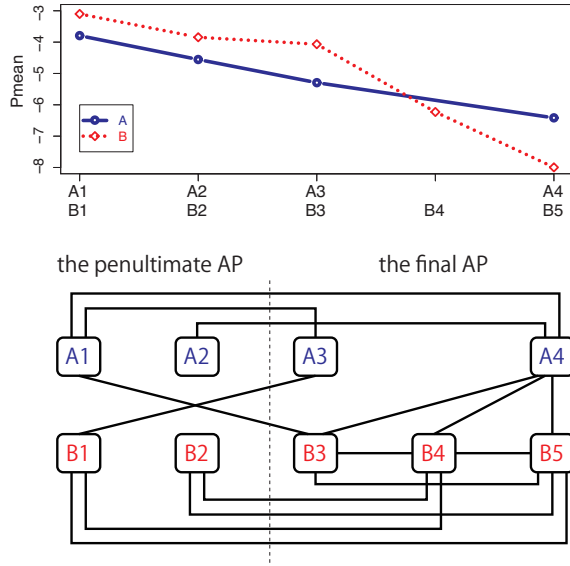 Pmean
-3
-4
-5
-6
-7
-8
A
B
A1 A2 A3 A4
B1 B2 B3 B4 B5
the penultimate AP the final AP
A1 A2 A3 A4
B1 B2 B3 B4 B5